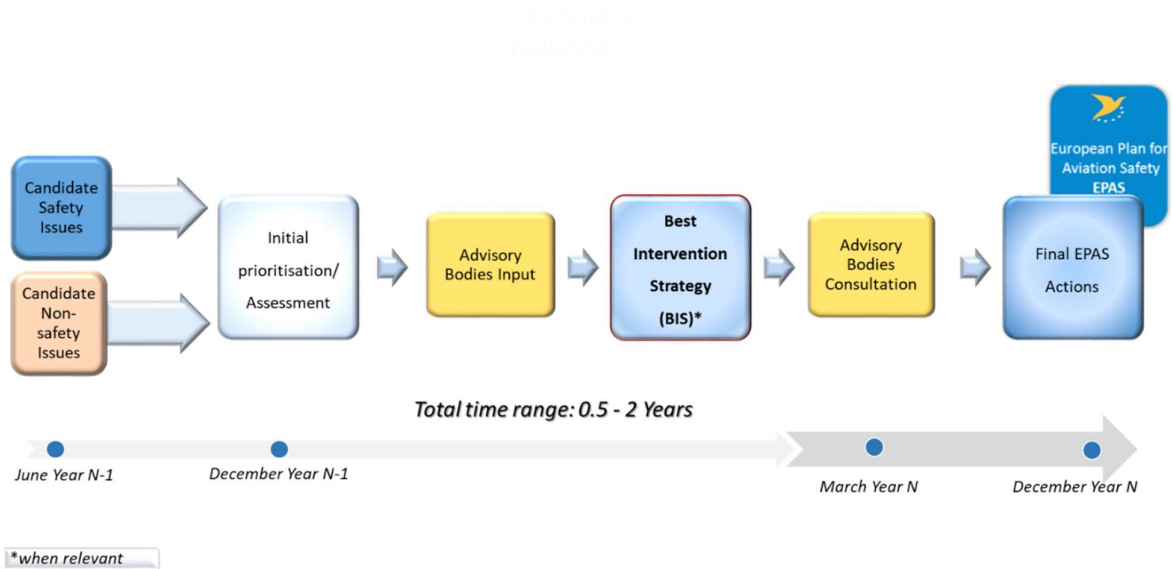 European Plan for
Aviation Safety
EPAS
Candidate
Safety
Issues
Candidate
Non-
safety
Issues
Initial
prioritisation/
Assessment
Advisory
Bodies Input
Best
Intervention
Strategy
(BIS)*
Advisory
Bodies
Consultation
Final EPAS
Actions
Total time range: 0.5 - 2 Years
June Year N-1
December Year N-1
March Year N
December Year N
*when relevant